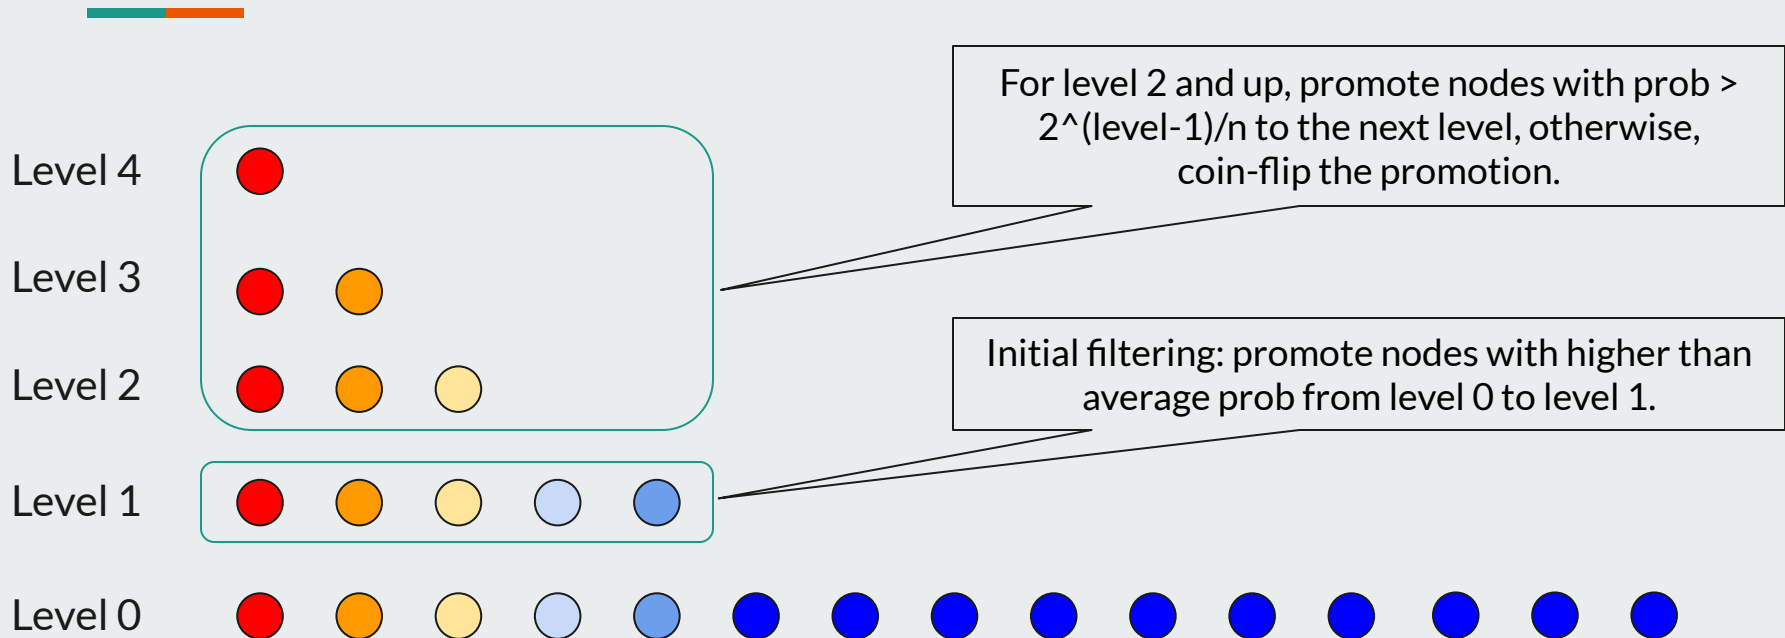 For level 2 and up, promote nodes with prob >
2^(level-1)/n to the next level, otherwise,
coin-flip the promotion.
Level 4
Level 3
Initial filtering: promote nodes with higher than
average prob from level 0 to level 1.
Level 2
Level 1
Level 0